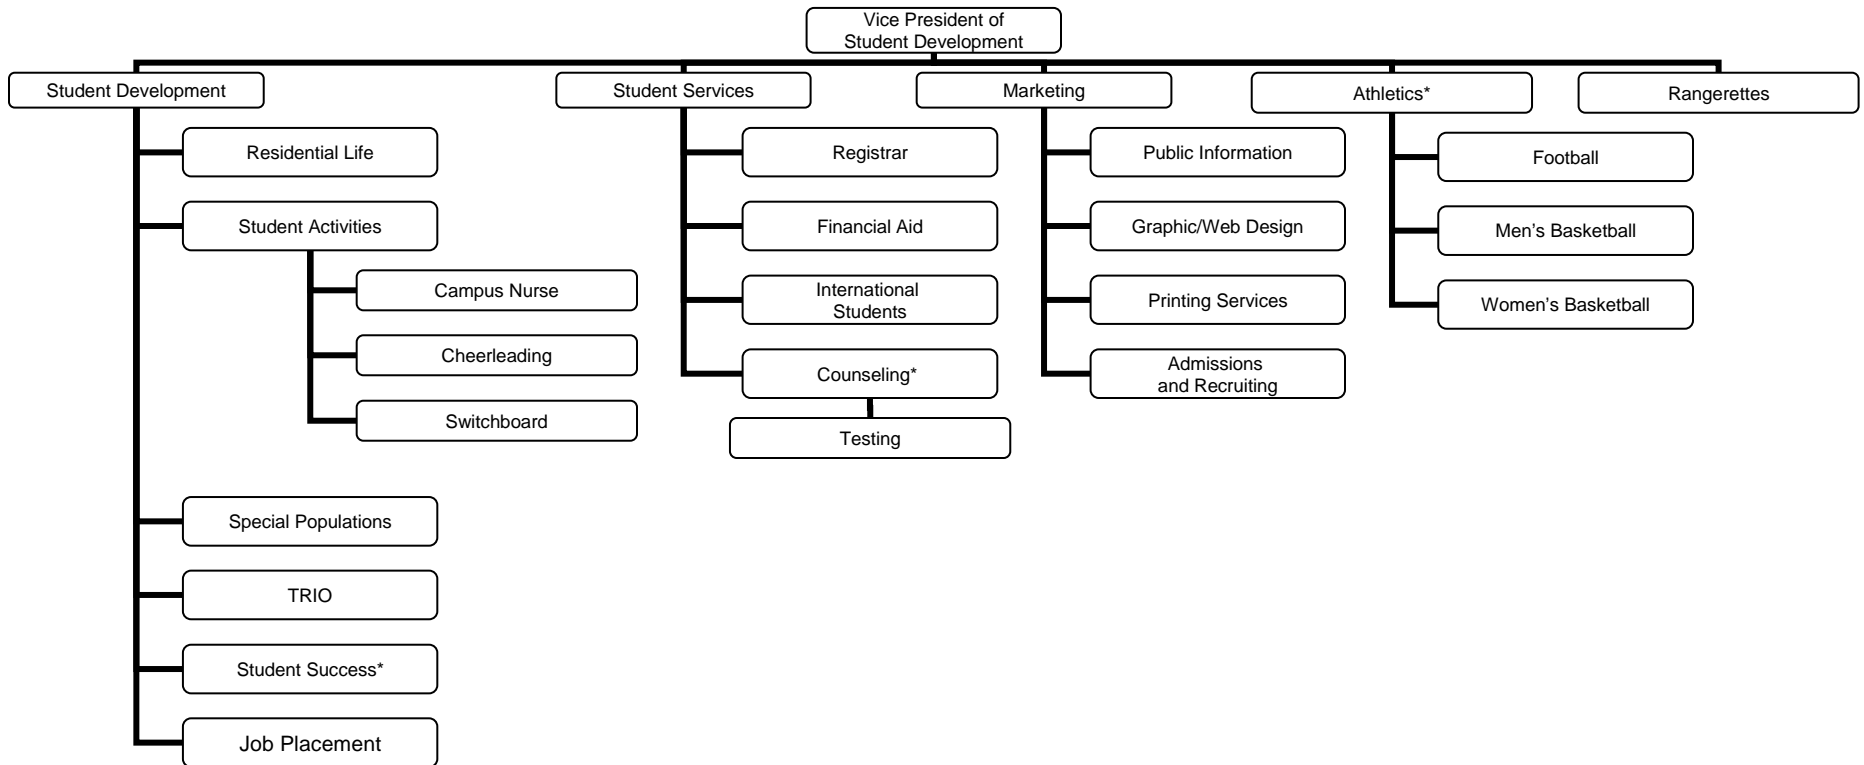 Vice President of
Student Development
Student Development
Student Services
Marketing
Athletics*
Rangerettes
Residential Life
Student Activities
Campus Nurse
Cheerleading
Switchboard
Special Populations
TRIO
Student Success*
Job Placement
Registrar
Financial Aid
International
Students
Counseling*
Testing
Public Information
Graphic/Web Design
Printing Services
Admissions
and Recruiting
Football
Men’s Basketball
Women’s Basketball